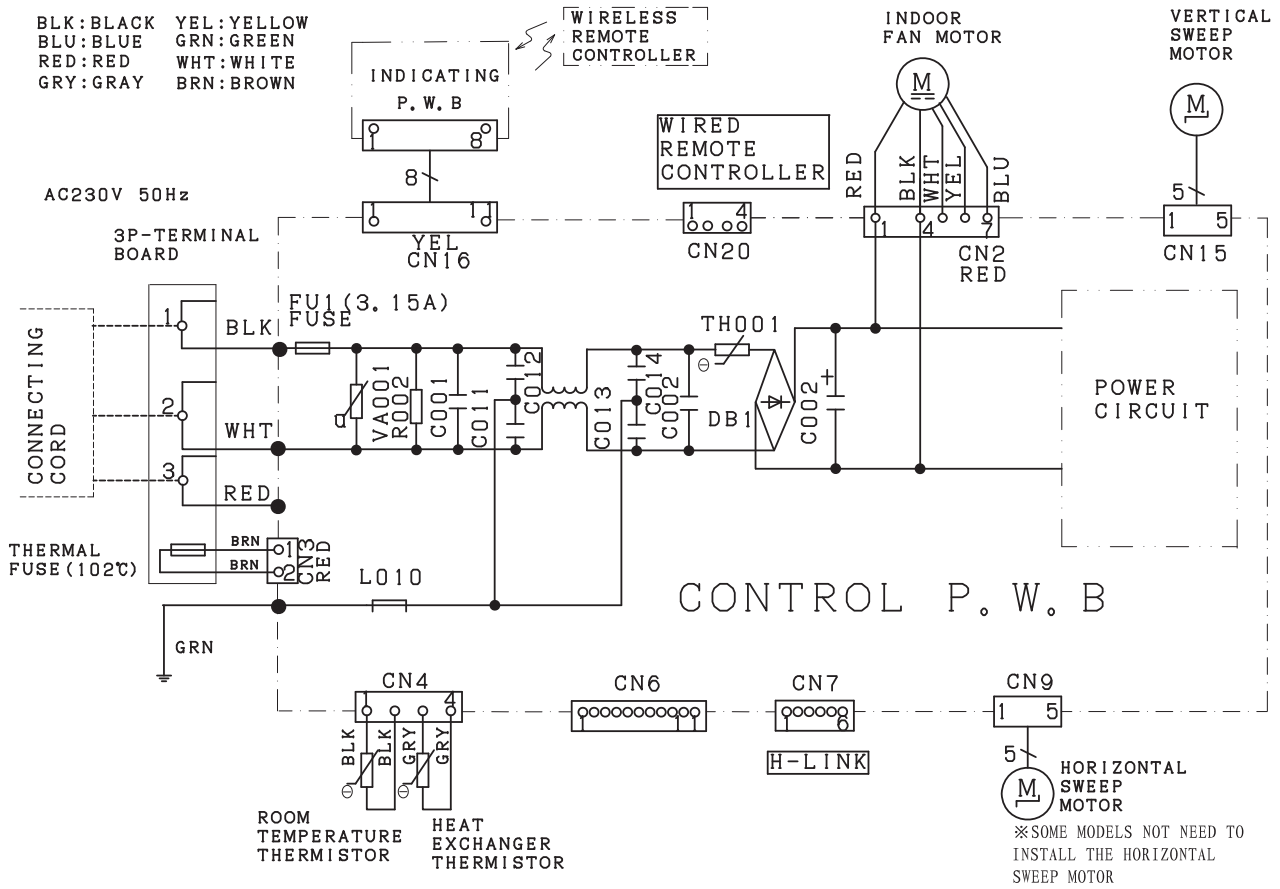 BLK:BLACK YEL:YELLOW
BLU:BLUE GRN:GREEN
RED:RED WHT:WHITE
GRY:GRAY BRN:BROWN
WIRELESS
REMOTE
CONTROLLER
INDICATING
P.W.B
1 8
8
1 11
YEL
CN16
WIRED
REMOTE
CONTROLLER
1 4
CN20
INDOOR
FAN MOTOR
M
RED
BLK
WHT
YEL
BLU
1 4 7
CN2
RED
VERTICAL
SWEEP
MOTOR
M
5
1 5
CN15
AC230V 50Hz
3P-TERMINAL
BOARD
CONNECTING
CORD
1
BLK
2
WHT
3
RED
THERMAL
FUSE(102℃)
BRN
BRN
1
2
CN3
RED
FU1(3.15A)
FUSE
VA001
R002
C001
C011
C012
C013
C014
C002
TH001
DB1
+
C002
POWER
CIRCUIT
L010
GRN
CONTROL P.W.B
CN4
1 4
BLK
BLK
GRY
GRY
ROOM
TEMPERATURE
THERMISTOR
HEAT
EXCHANGER
THERMISTOR
CN6
1 11
CN7
1 6
H-LINK
CN9
1 5
5
M
HORIZONTAL
SWEEP
MOTOR
※SOME MODELS NOT NEED TO
INSTALL THE HORIZONTAL
SWEEP MOTOR